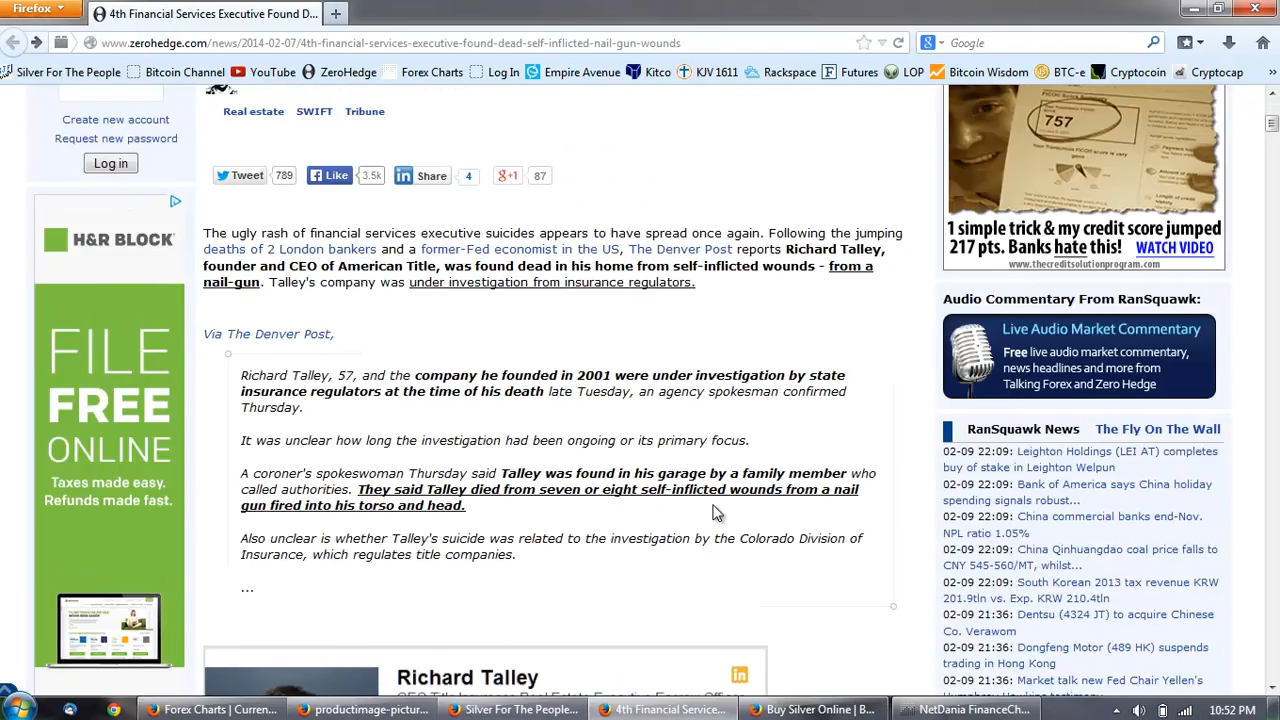 Firefox
4th Financial Services Executive Found D...
www.zerohedge.com/news/2014-02-07/4th-financial-services-executive-found-dead-self-inflicted-nail-gun-wounds
Google
Silver For The People
Bitcoin Channel
YouTube
ZeroHedge
Forex Charts
Log In
Empire Avenue
Kitco
KJV 1611
Rackspace
Futures
LOP
Bitcoin Wisdom
BTC-e
Cryptocoin
Cryptocap
Create new account
Request new password
Log in
H&R BLOCK
FILE
FREE
ONLINE
Taxes made easy.
Refunds made fast.
Real estate SWIFT Tribune
Tweet 789 Like 3.5k Share 4 +1 87
The ugly rash of financial services executive suicides appears to have spread once again. Following the jumping
deaths of 2 London bankers and a former-Fed economist in the US, The Denver Post reports Richard Talley,
founder and CEO of American Title, was found dead in his home from self-inflicted wounds - from a
nail-gun. Talley's company was under investigation from insurance regulators.
Via The Denver Post,
Richard Talley, 57, and the company he founded in 2001 were under investigation by state
insurance regulators at the time of his death late Tuesday, an agency spokesman confirmed
Thursday.
It was unclear how long the investigation had been ongoing or its primary focus.
A coroner's spokeswoman Thursday said Talley was found in his garage by a family member who
called authorities. They said Talley died from seven or eight self-inflicted wounds from a nail
gun fired into his torso and head.
Also unclear is whether Talley's suicide was related to the investigation by the Colorado Division of
Insurance, which regulates title companies.
...
Richard Talley
757
1 simple trick & my credit score jumped
217 pts. Banks hate this! WATCH VIDEO
www.thecreditsolutionprogram.com
Audio Commentary From RanSquawk:
Live Audio Market Commentary
Free live audio market commentary,
news headlines and more from
Talking Forex and Zero Hedge
RanSquawk News The Fly On The Wall
02-09 22:09: Leighton Holdings (LEI AT) completes
buy of stake in Leighton Welpun
02-09 22:09: Bank of America says China holiday
spending signals robust...
02-09 22:09: China commercial banks end-Nov.
NPL ratio 1.05%
02-09 22:09: China Qinhuangdao coal price falls to
CNY 545-560/MT, whilst...
02-09 22:09: South Korean 2013 tax revenue KRW
201.9tln vs. Exp. KRW 210.4tln
02-09 21:36: Dentsu (4324 JT) to acquire Chinese
Co. Verawom
02-09 21:36: Dongfeng Motor (489 HK) suspends
trading in Hong Kong
02-09 21:36: Market talk new Fed Chair Yellen's
Forex Charts | Curren...
productimage-pictur...
Silver For The People...
4th Financial Service...
Buy Silver Online | B...
NetDania FinanceCh...
10:52 PM